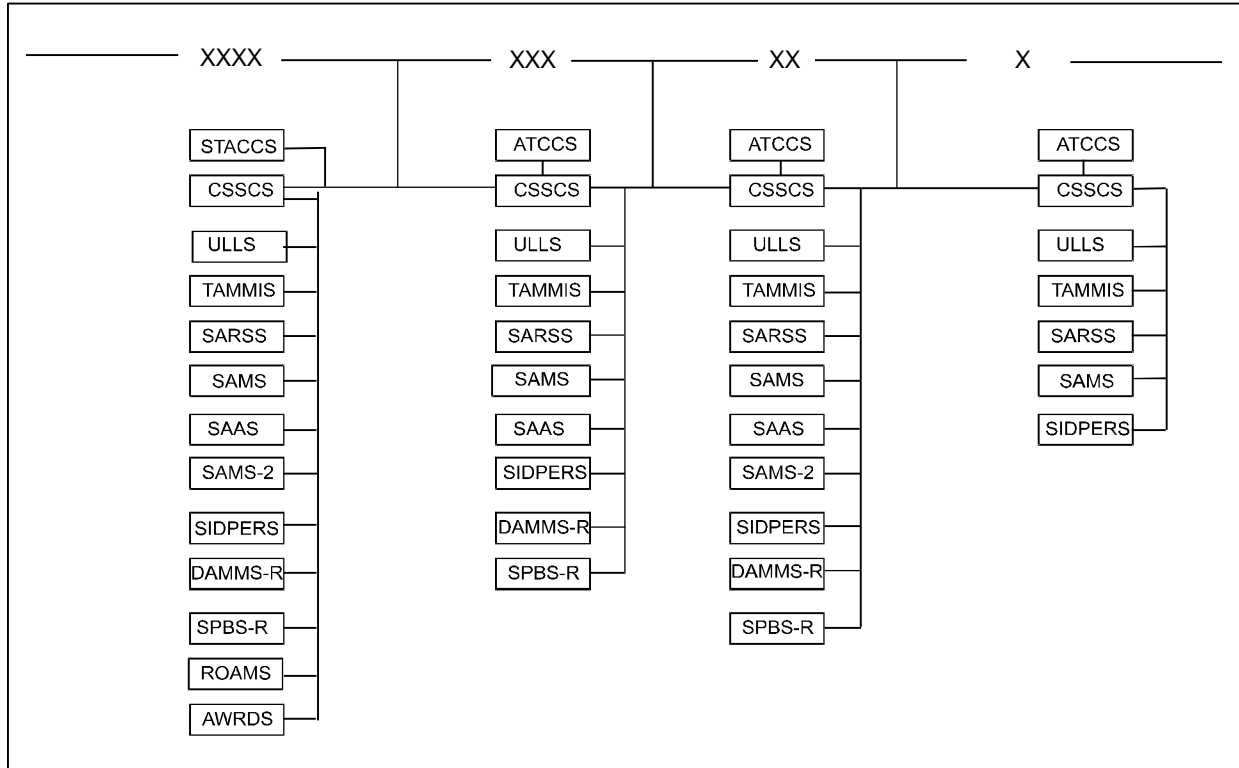 XXXX XXX XX X
STACCS ATCCS ATCCS ATCCS
CSSCS CSSCS CSSCS CSSCS
ULLS ULLS ULLS ULLS
TAMMIS TAMMIS TAMMIS TAMMIS
SARSS SARSS SARSS SARSS
SAMS SAMS SAMS SAMS
SAAS SAAS SAAS SIDPERS
SAMS-2 SIDPERS SAMS-2
SIDPERS DAMMS-R SIDPERS
DAMMS-R SPBS-R DAMMS-R
SPBS-R SPBS-R
ROAMS
AWRDS